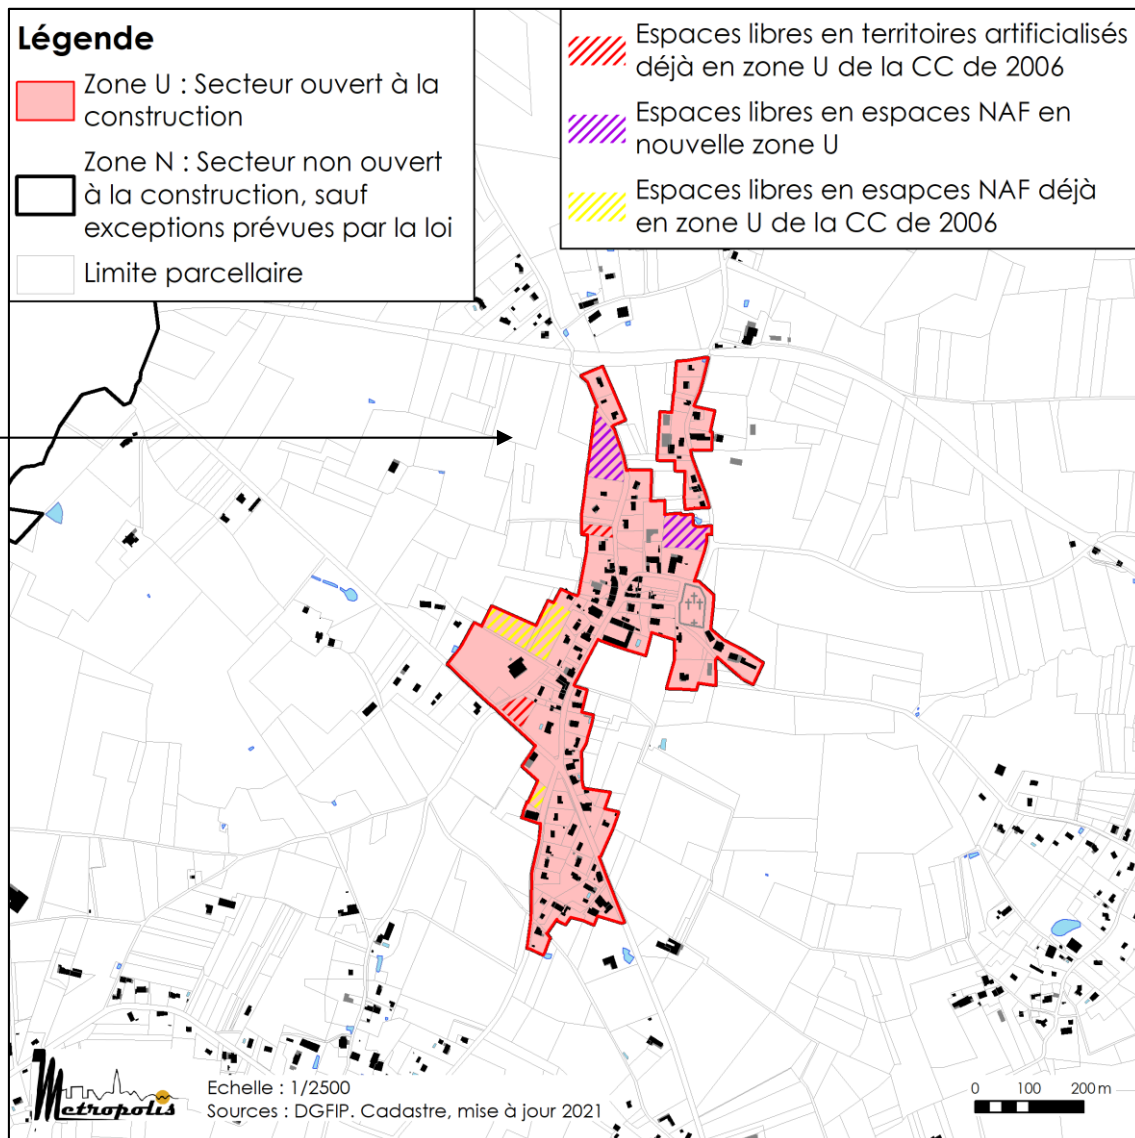 Légende
Zone U : Secteur ouvert à la
construction
Zone N : Secteur non ouvert
à la construction, sauf
exceptions prévues par la loi
Limite parcellaire
Espaces libres en territoires artificialisés
déjà en zone U de la CC de 2006
Espaces libres en espaces NAF en
nouvelle zone U
Espaces libres en esapces NAF déjà
en zone U de la CC de 2006
Metropolis
Echelle : 1/2500
Sources : DGFIP. Cadastre, mise à jour 2021
0 100 200 m